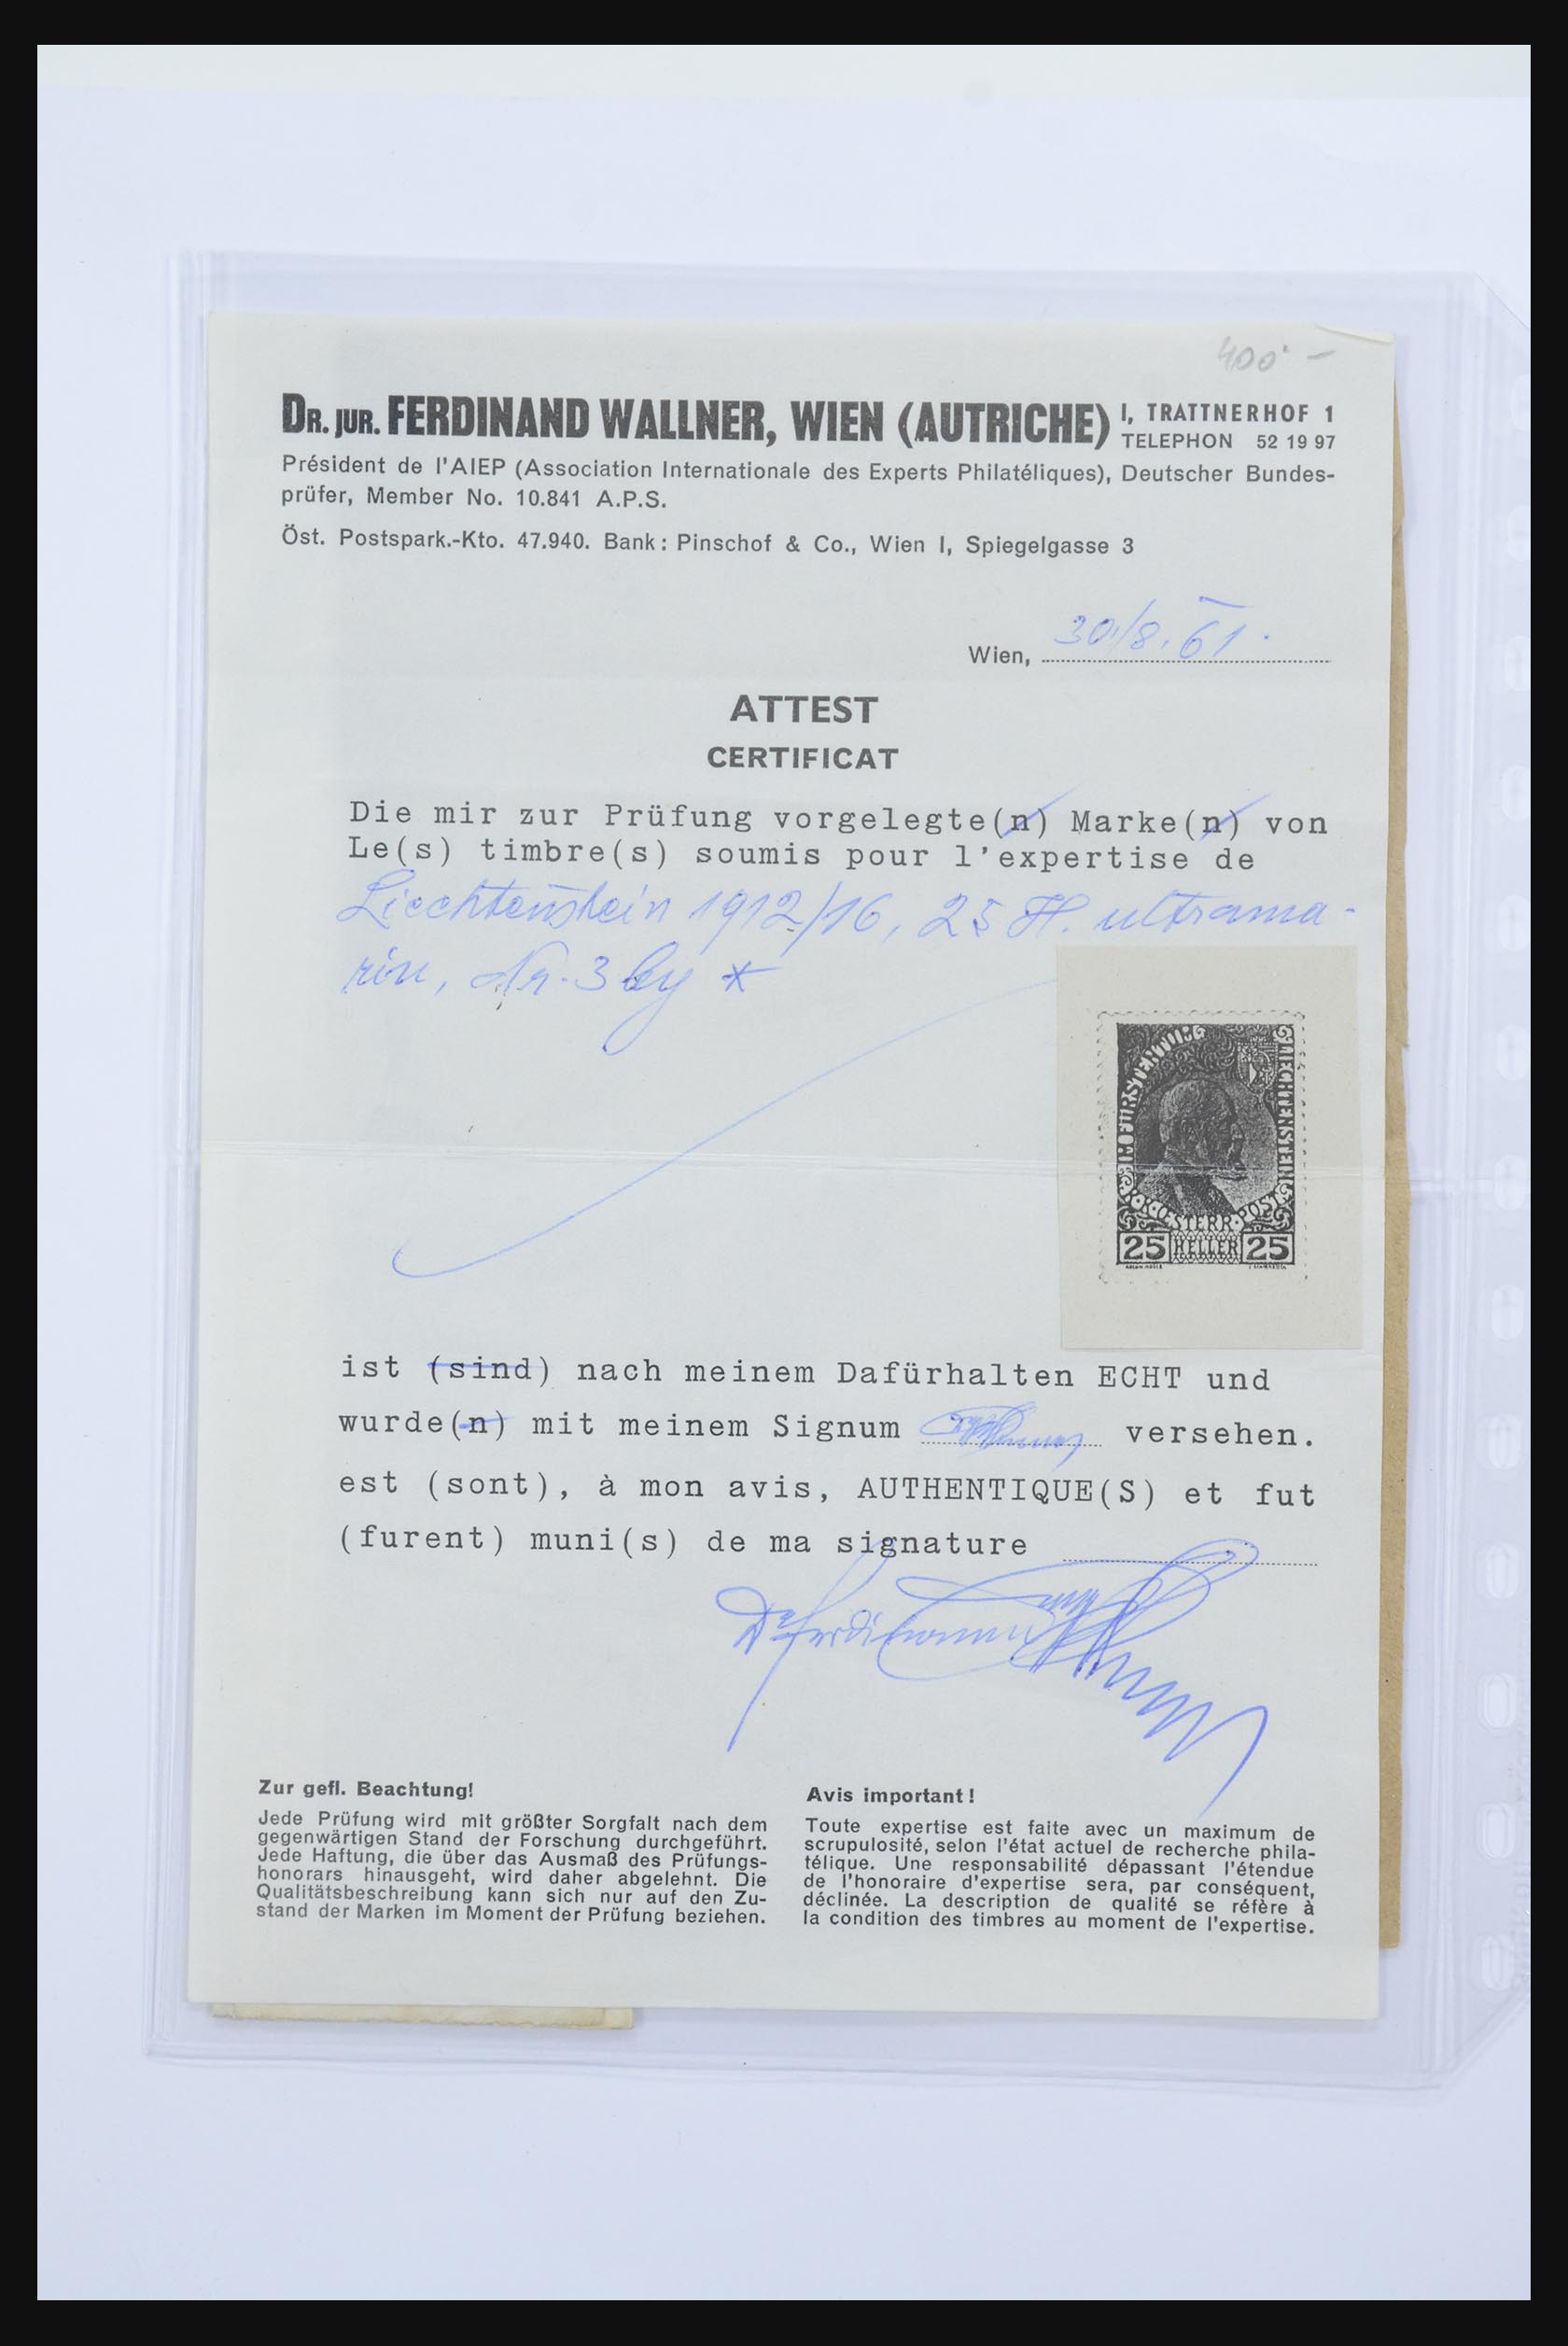 400.-
DR. JUR. FERDINAND WALLNER, WIEN (AUTRICHE) I, TRATTNERHOF 1
TELEPHON 52 19 97
Président de l'AIEP (Association Internationale des Experts Philatéliques), Deutscher Bundes-
prüfer, Member No. 10.841 A.P.S.
Öst. Postspark.-Kto. 47.940. Bank: Pinschof & Co., Wien I, Spiegelgasse 3
Wien, 30/8. 61.
ATTEST
CERTIFICAT
Die mir zur Prüfung vorgelegte(n) Marke(n) von
Le(s) timbre(s) soumis pour l'expertise de
Liechtenstein 1912/16, 25 H. ultrama-
rin, Nr. 3 by *
LIECHTENSTEIN
25 HELLER 25
ist (sind) nach meinem Dafürhalten ECHT und
wurde(n) mit meinem Signum versehen.
est (sont), à mon avis, AUTHENTIQUE(S) et fut
(furent) muni(s) de ma signature
Dr Ferdinand Wallner
Zur gefl. Beachtung!
Jede Prüfung wird mit größter Sorgfalt nach dem
gegenwärtigen Stand der Forschung durchgeführt.
Jede Haftung, die über das Ausmaß des Prüfungs-
honorars hinausgeht, wird daher abgelehnt. Die
Qualitätsbeschreibung kann sich nur auf den Zu-
stand der Marken im Moment der Prüfung beziehen.
Avis important!
Toute expertise est faite avec un maximum de
scrupulosité, selon l'état actuel de recherche phila-
télique. Une responsabilité dépassant l'étendue
de l'honoraire d'expertise sera, par conséquent,
déclinée. La description de qualité se réfère à
la condition des timbres au moment de l'expertise.